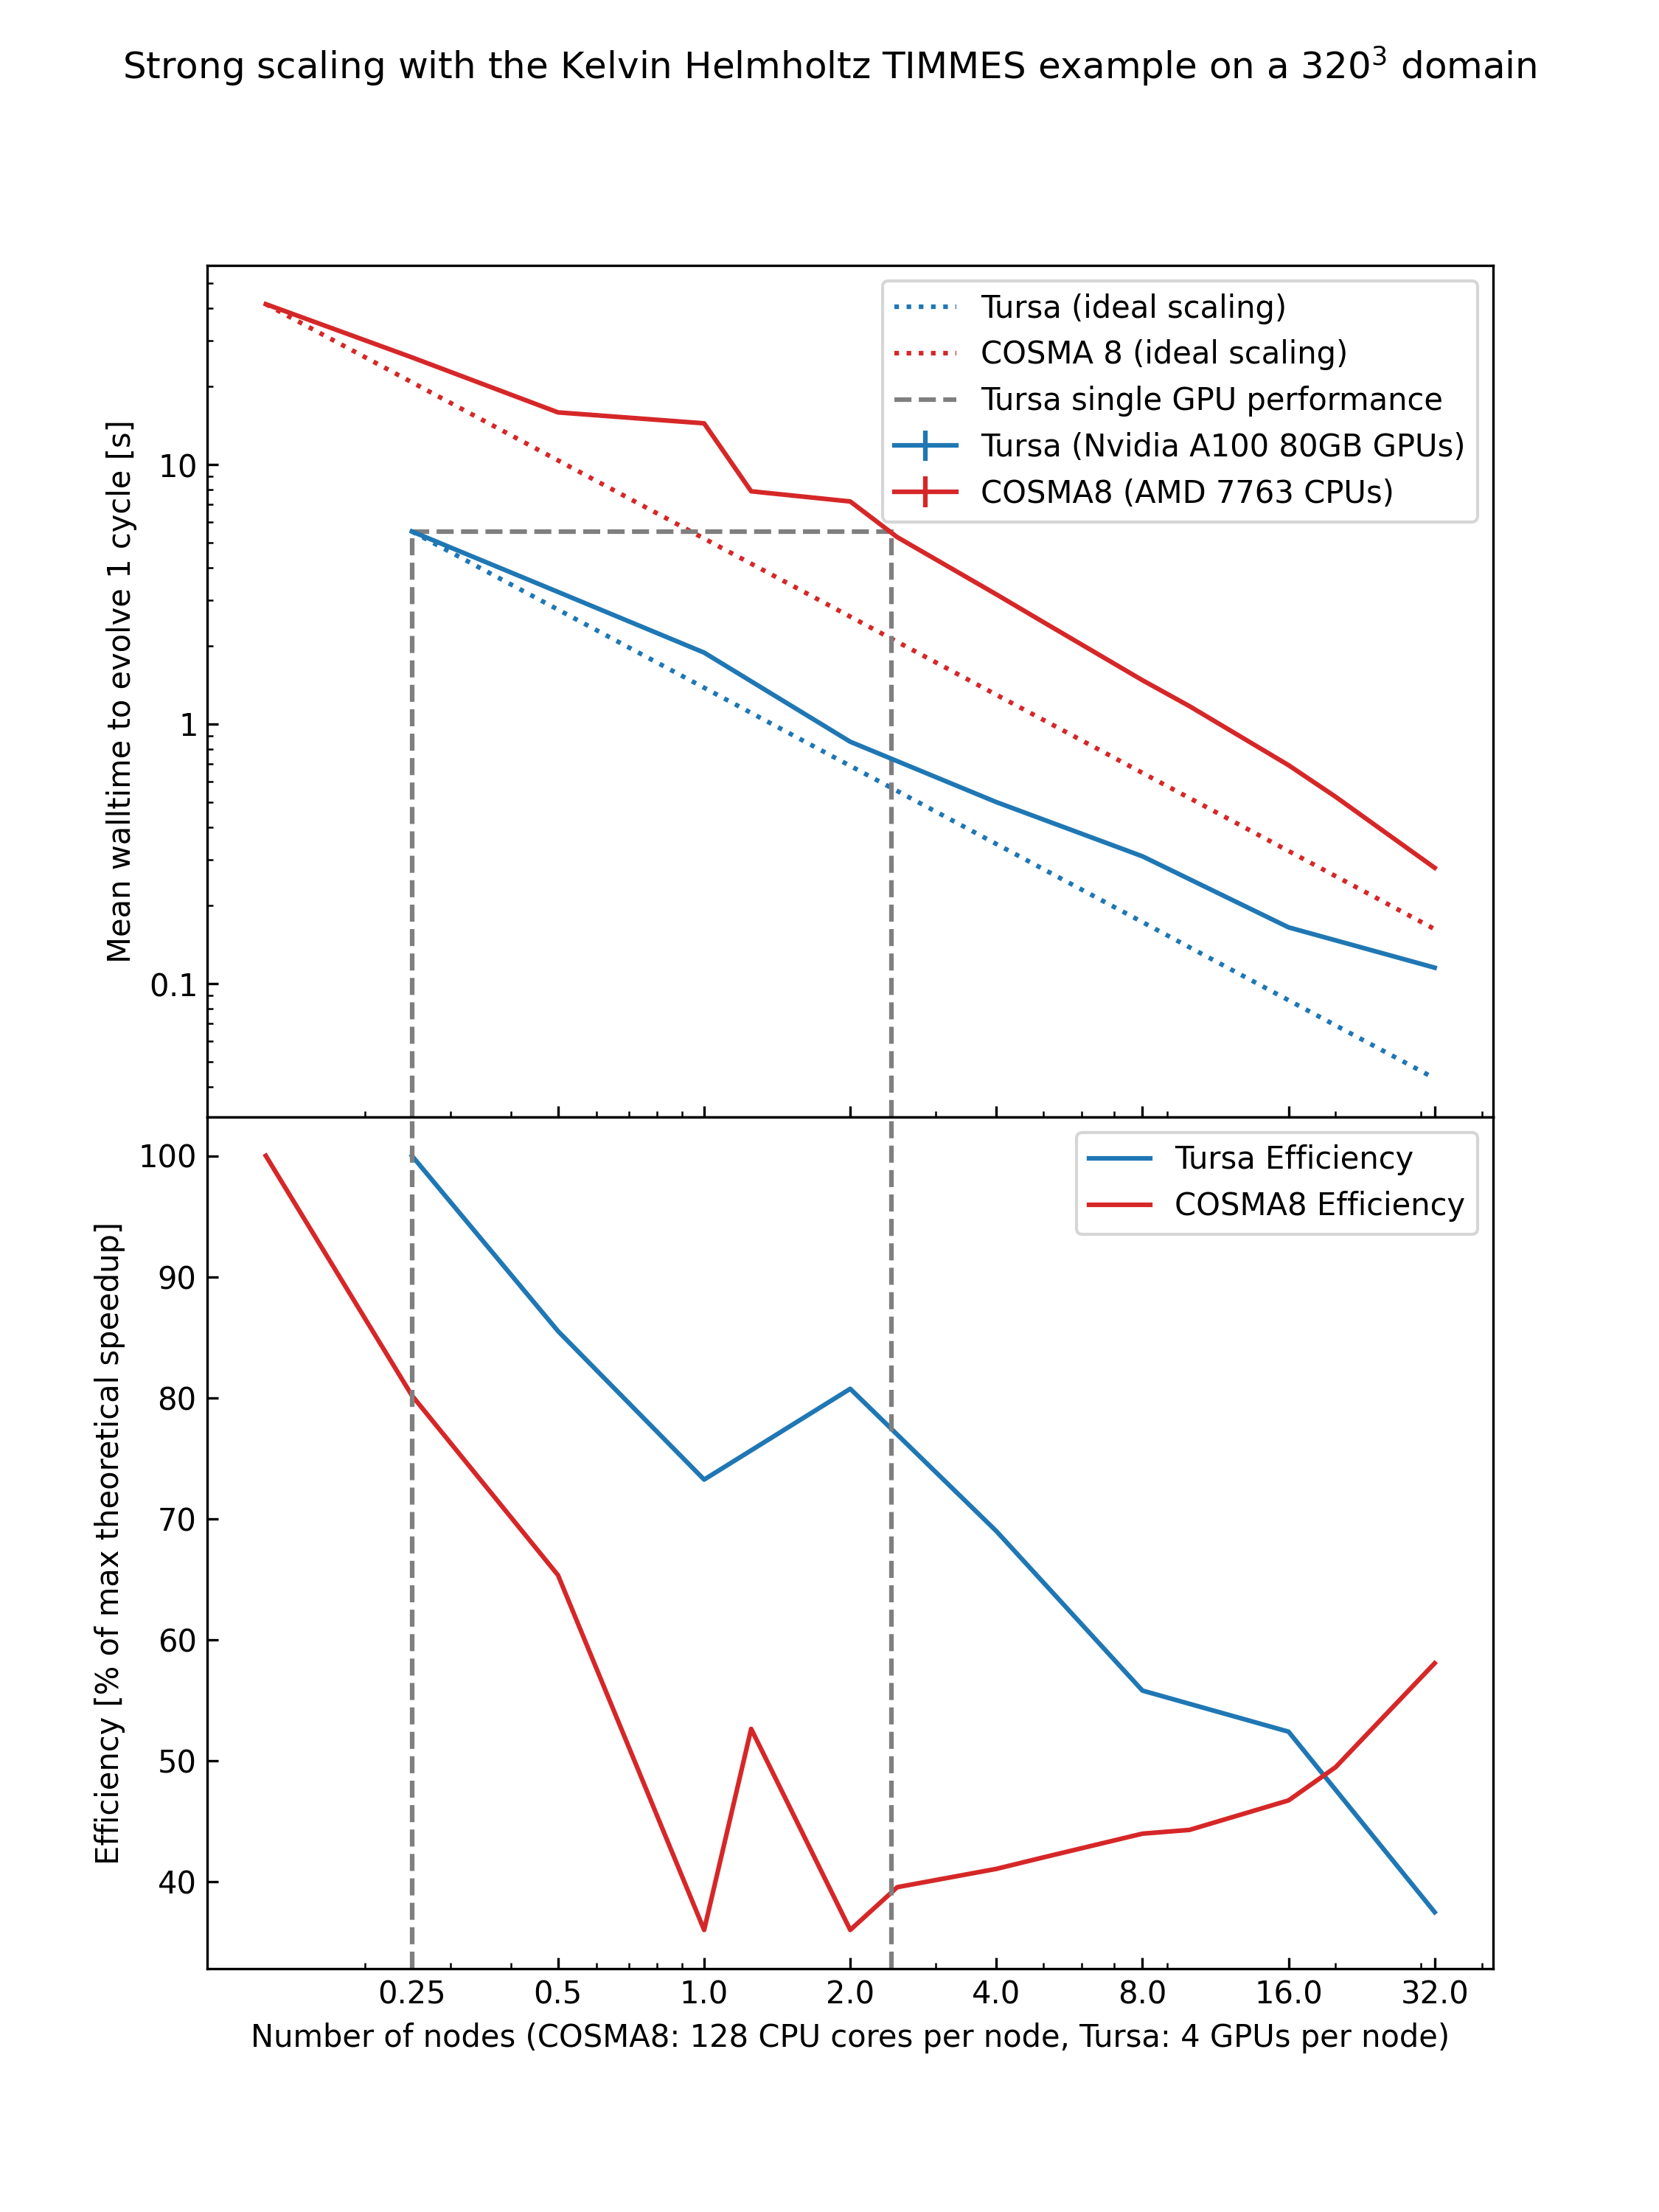 Strong scaling with the Kelvin Helmholtz TIMMES example on a 320³ domain
Tursa (ideal scaling)
COSMA 8 (ideal scaling)
Tursa single GPU performance
Tursa (Nvidia A100 80GB GPUs)
COSMA8 (AMD 7763 CPUs)
Mean walltime to evolve 1 cycle [s]
10
1
0.1
Tursa Efficiency
COSMA8 Efficiency
Efficiency [% of max theoretical speedup]
100
90
80
70
60
50
40
0.25 0.5 1.0 2.0 4.0 8.0 16.0 32.0
Number of nodes (COSMA8: 128 CPU cores per node, Tursa: 4 GPUs per node)